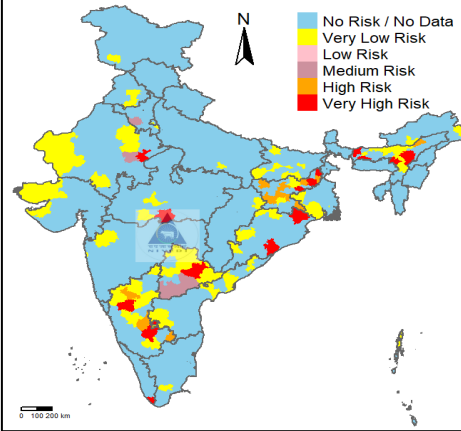 N
No Risk / No Data
Very Low Risk
Low Risk
Medium Risk
High Risk
Very High Risk
0 100 200 km